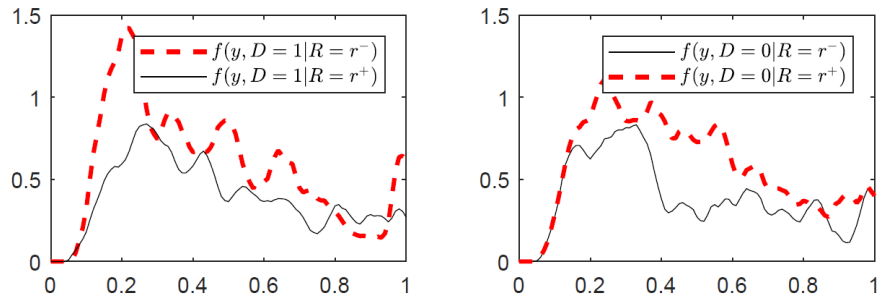 1.5
1
0.5
0
0 0.2 0.4 0.6 0.8 1
f(y, D = 1|R = r⁻)
f(y, D = 1|R = r⁺)
1.5
1
0.5
0
0 0.2 0.4 0.6 0.8 1
f(y, D = 0|R = r⁻)
f(y, D = 0|R = r⁺)